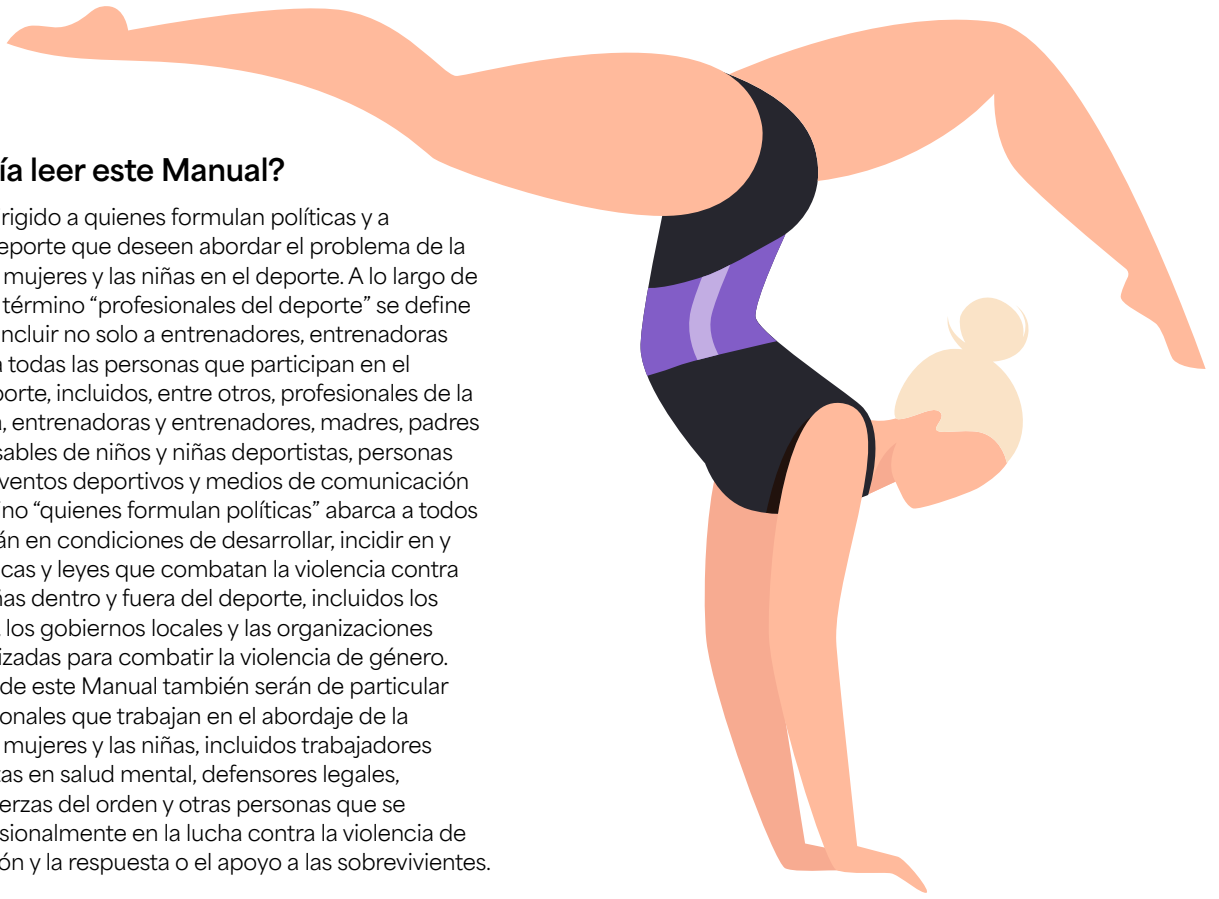 ía leer este Manual?
rigido a quienes formulan políticas y a
eporte que deseen abordar el problema de la
mujeres y las niñas en el deporte. A lo largo de
término “profesionales del deporte” se define
ncluir no solo a entrenadores, entrenadoras
a todas las personas que participan en el
porte, incluidos, entre otros, profesionales de la
, entrenadoras y entrenadores, madres, padres
sables de niños y niñas deportistas, personas
ventos deportivos y medios de comunicación
ino “quienes formulan políticas” abarca a todos
án en condiciones de desarrollar, incidir en y
cas y leyes que combatan la violencia contra
ñas dentro y fuera del deporte, incluidos los
los gobiernos locales y las organizaciones
izadas para combatir la violencia de género.
de este Manual también serán de particular
onales que trabajan en el abordaje de la
mujeres y las niñas, incluidos trabajadores
tas en salud mental, defensores legales,
erzas del orden y otras personas que se
sionalmente en la lucha contra la violencia de
ón y la respuesta o el apoyo a las sobrevivientes.